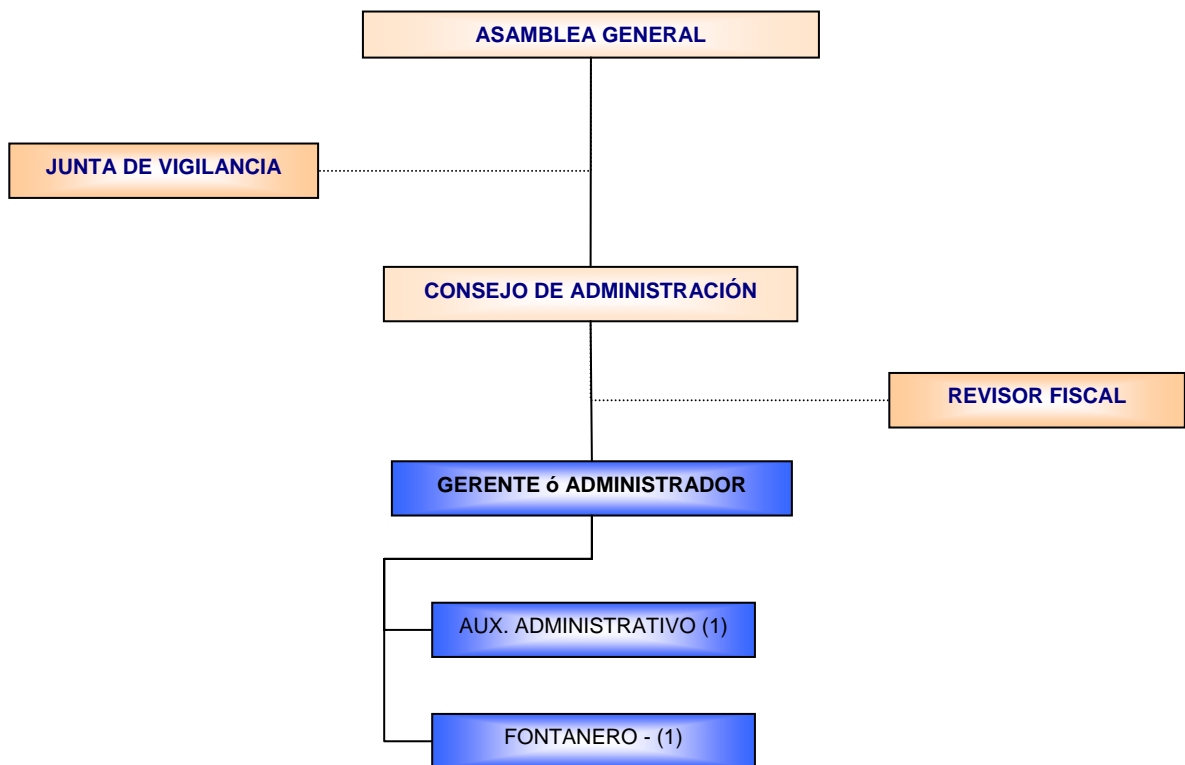 ASAMBLEA GENERAL
JUNTA DE VIGILANCIA
CONSEJO DE ADMINISTRACIÓN
REVISOR FISCAL
GERENTE ó ADMINISTRADOR
AUX. ADMINISTRATIVO (1)
FONTANERO - (1)